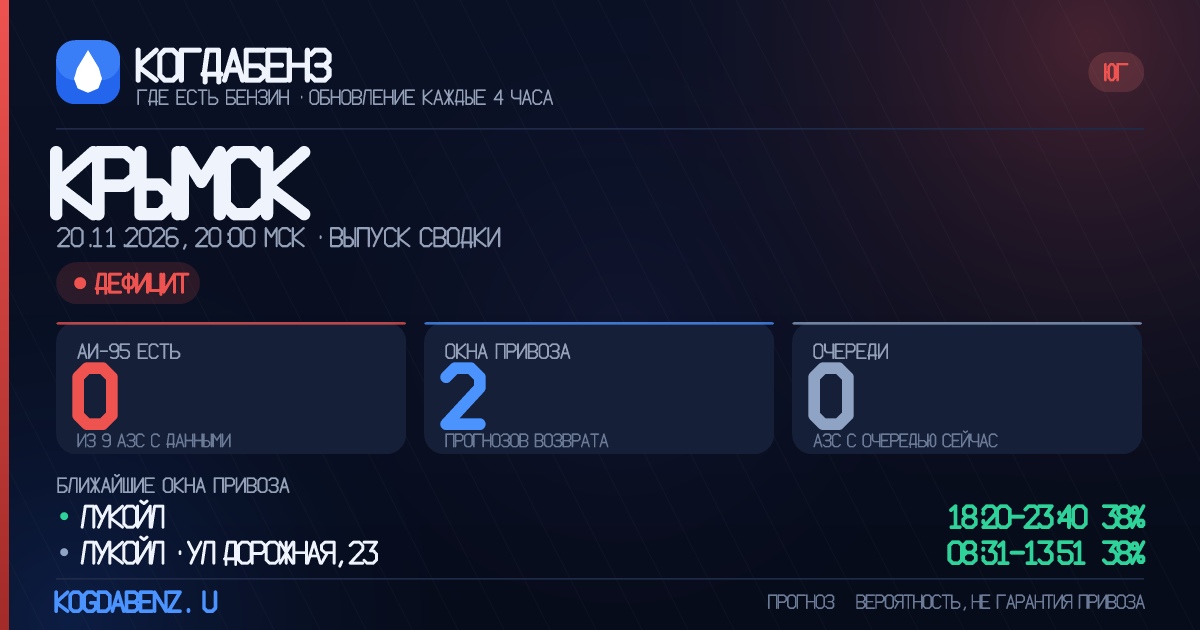 КОГДАБЕНЗ
ГДЕ ЕСТЬ БЕНЗИН · ОБНОВЛЕНИЕ КАЖДЫЕ 4 ЧАСА
ЮГ
КРЫМСК
20.11.2026, 20:00 МСК · ВЫПУСК СВОДКИ
• ДЕФИЦИТ
АИ-95 ЕСТЬ
0
ИЗ 9 АЗС С ДАННЫМИ
ОКНА ПРИВОЗА
2
ПРОГНОЗОВ ВОЗВРАТА
ОЧЕРЕДИ
0
АЗС С ОЧЕРЕДЬЮ СЕЙЧАС
БЛИЖАЙШИЕ ОКНА ПРИВОЗА
• ЛУКОЙЛ 18:20-23:40 38%
• ЛУКОЙЛ · УЛ ДОРОЖНАЯ, 23 08:31-13:51 38%
KOGDABENZ. U
ПРОГНОЗ ВЕРОЯТНОСТЬ, НЕ ГАРАНТИЯ ПРИВОЗА